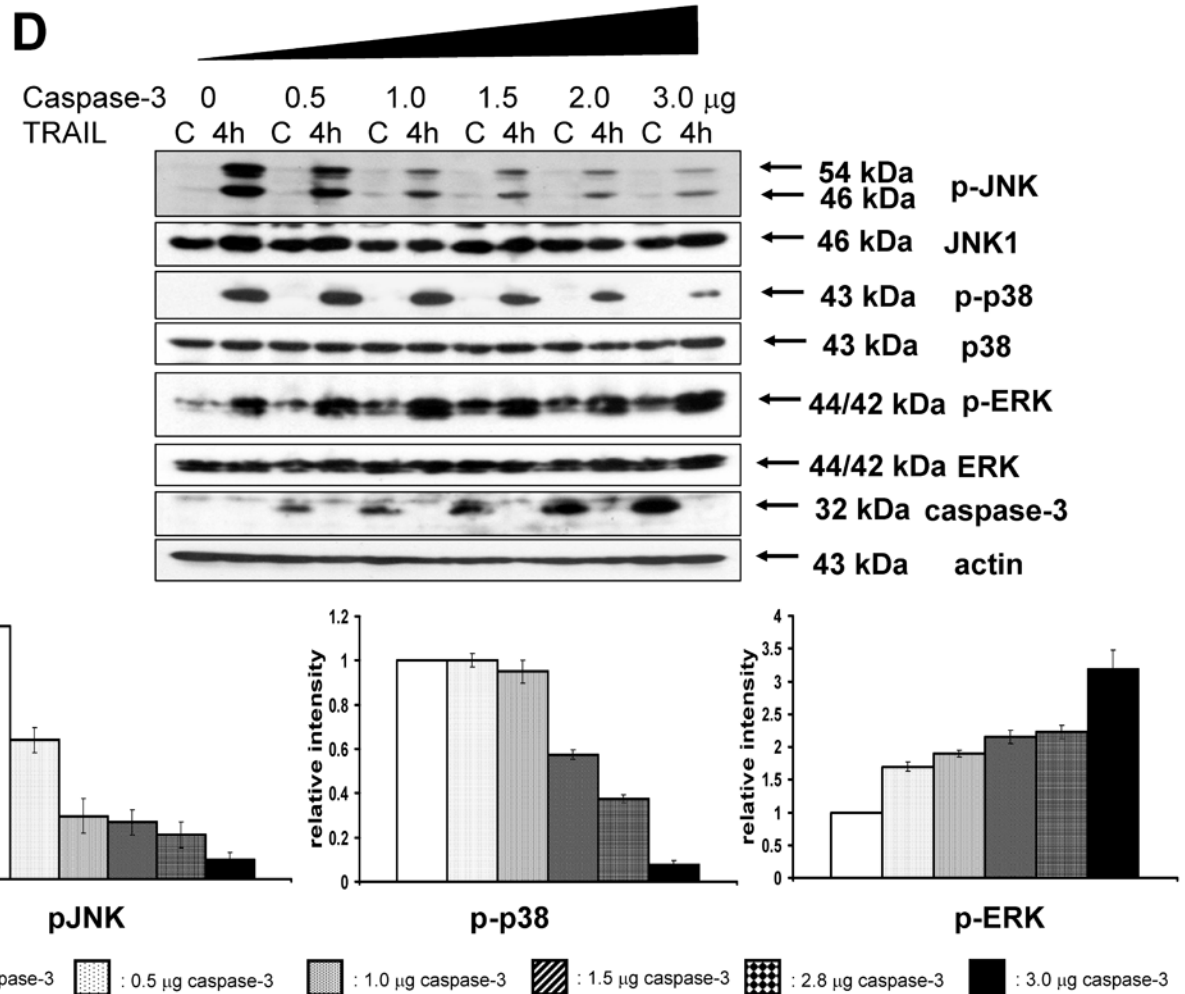 D
Caspase-3 0 0.5 1.0 1.5 2.0 3.0 μg
TRAIL C 4h C 4h C 4h C 4h C 4h C 4h
54 kDa
46 kDa
p-JNK
46 kDa JNK1
43 kDa p-p38
43 kDa p38
44/42 kDa p-ERK
44/42 kDa ERK
32 kDa caspase-3
43 kDa actin
pJNK
relative intensity
1.2
1
0.8
0.6
0.4
0.2
0
p-p38
relative intensity
4
3.5
3
2.5
2
1.5
1
0.5
0
p-ERK
pase-3 : 0.5 μg caspase-3 : 1.0 μg caspase-3 : 1.5 μg caspase-3 : 2.8 μg caspase-3 : 3.0 μg caspase-3